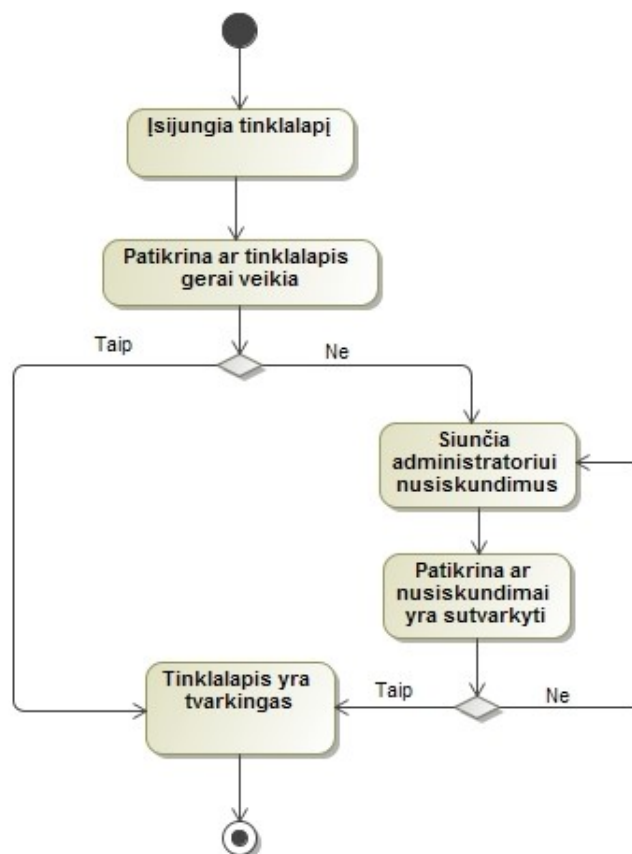 Įsijungia tinklalapį
Patikrina ar tinklalapis
gerai veikia
Taip
Ne
Siunčia
administratoriui
nusiskundimus
Patikrina ar
nusiskundimai
yra sutvarkyti
Taip
Ne
Tinklalapis yra
tvarkingas